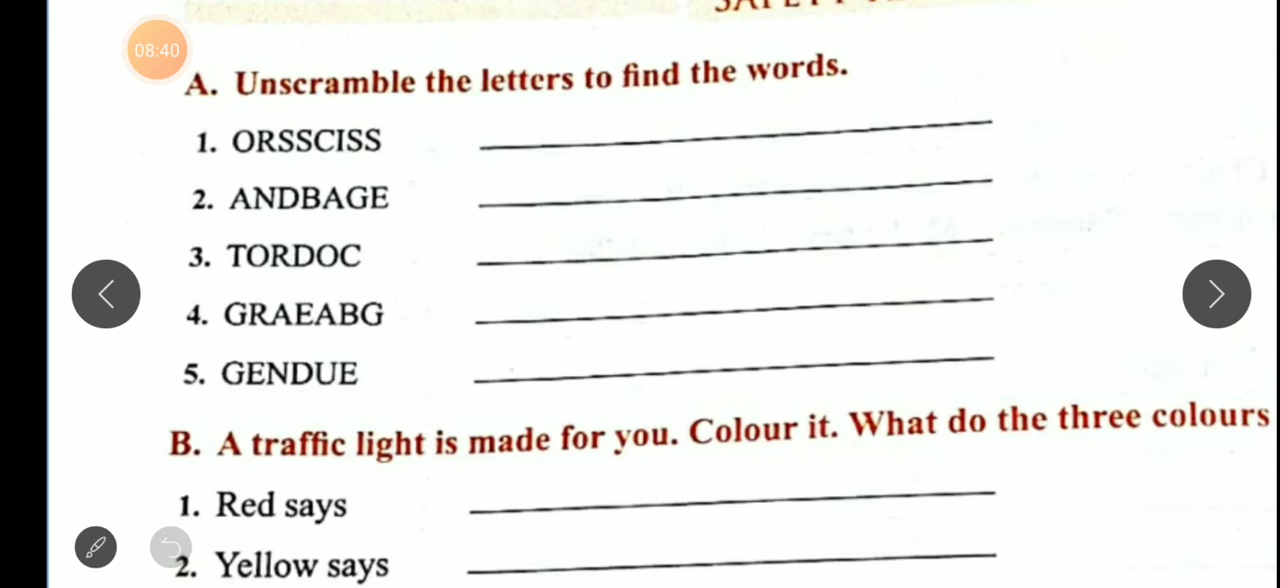 08:40
A. Unscramble the letters to find the words.
1. ORSSCISS
2. ANDBAGE
3. TORDOC
4. GRAEABG
5. GENDUE
B. A traffic light is made for you. Colour it. What do the three colours
1. Red says
2. Yellow says